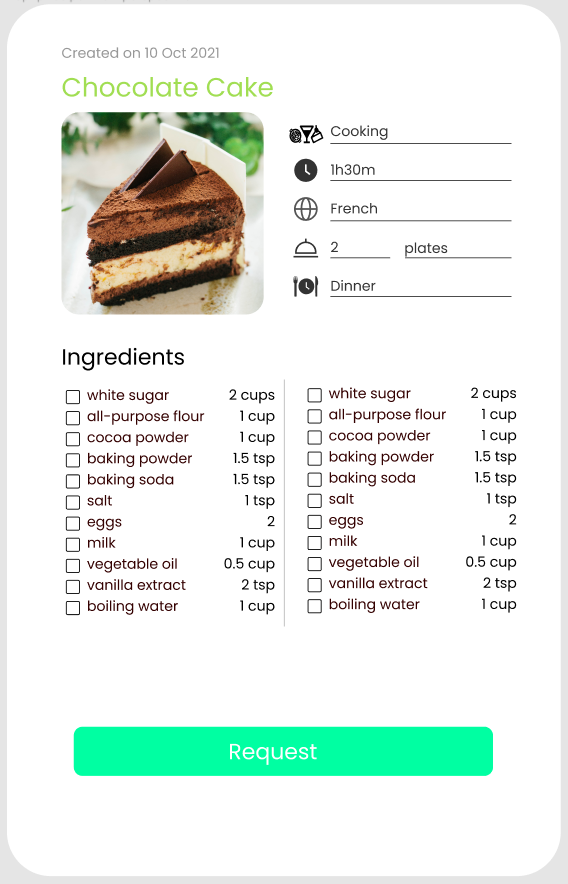 Created on 10 Oct 2021
Chocolate Cake
Cooking
1h30m
French
2 plates
Dinner
Ingredients
white sugar 2 cups
all-purpose flour 1 cup
cocoa powder 1 cup
baking powder 1.5 tsp
baking soda 1.5 tsp
salt 1 tsp
eggs 2
milk 1 cup
vegetable oil 0.5 cup
vanilla extract 2 tsp
boiling water 1 cup
white sugar 2 cups
all-purpose flour 1 cup
cocoa powder 1 cup
baking powder 1.5 tsp
baking soda 1.5 tsp
salt 1 tsp
eggs 2
milk 1 cup
vegetable oil 0.5 cup
vanilla extract 2 tsp
boiling water 1 cup
Request